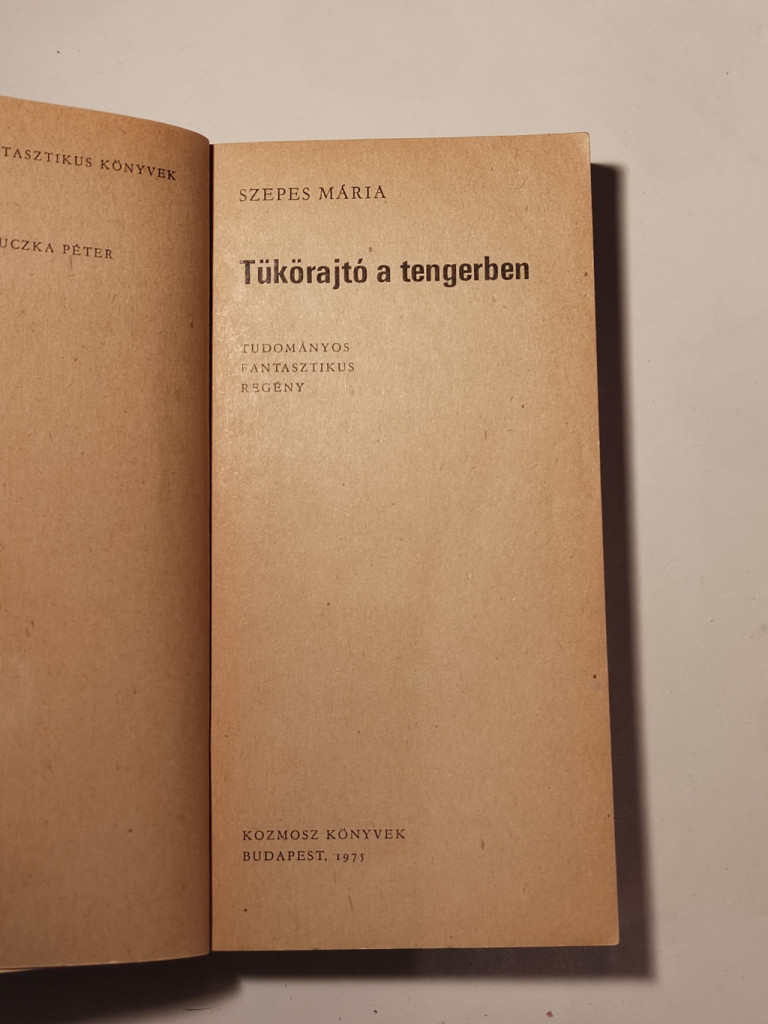 TASZTIKUS KÖNYVEK
UCZKA PÉTER
SZEPES MÁRIA
Tükörajtó a tengerben
TUDOMÁNYOS
FANTASZTIKUS
REGÉNY
KOZMOSZ KÖNYVEK
BUDAPEST, 1975